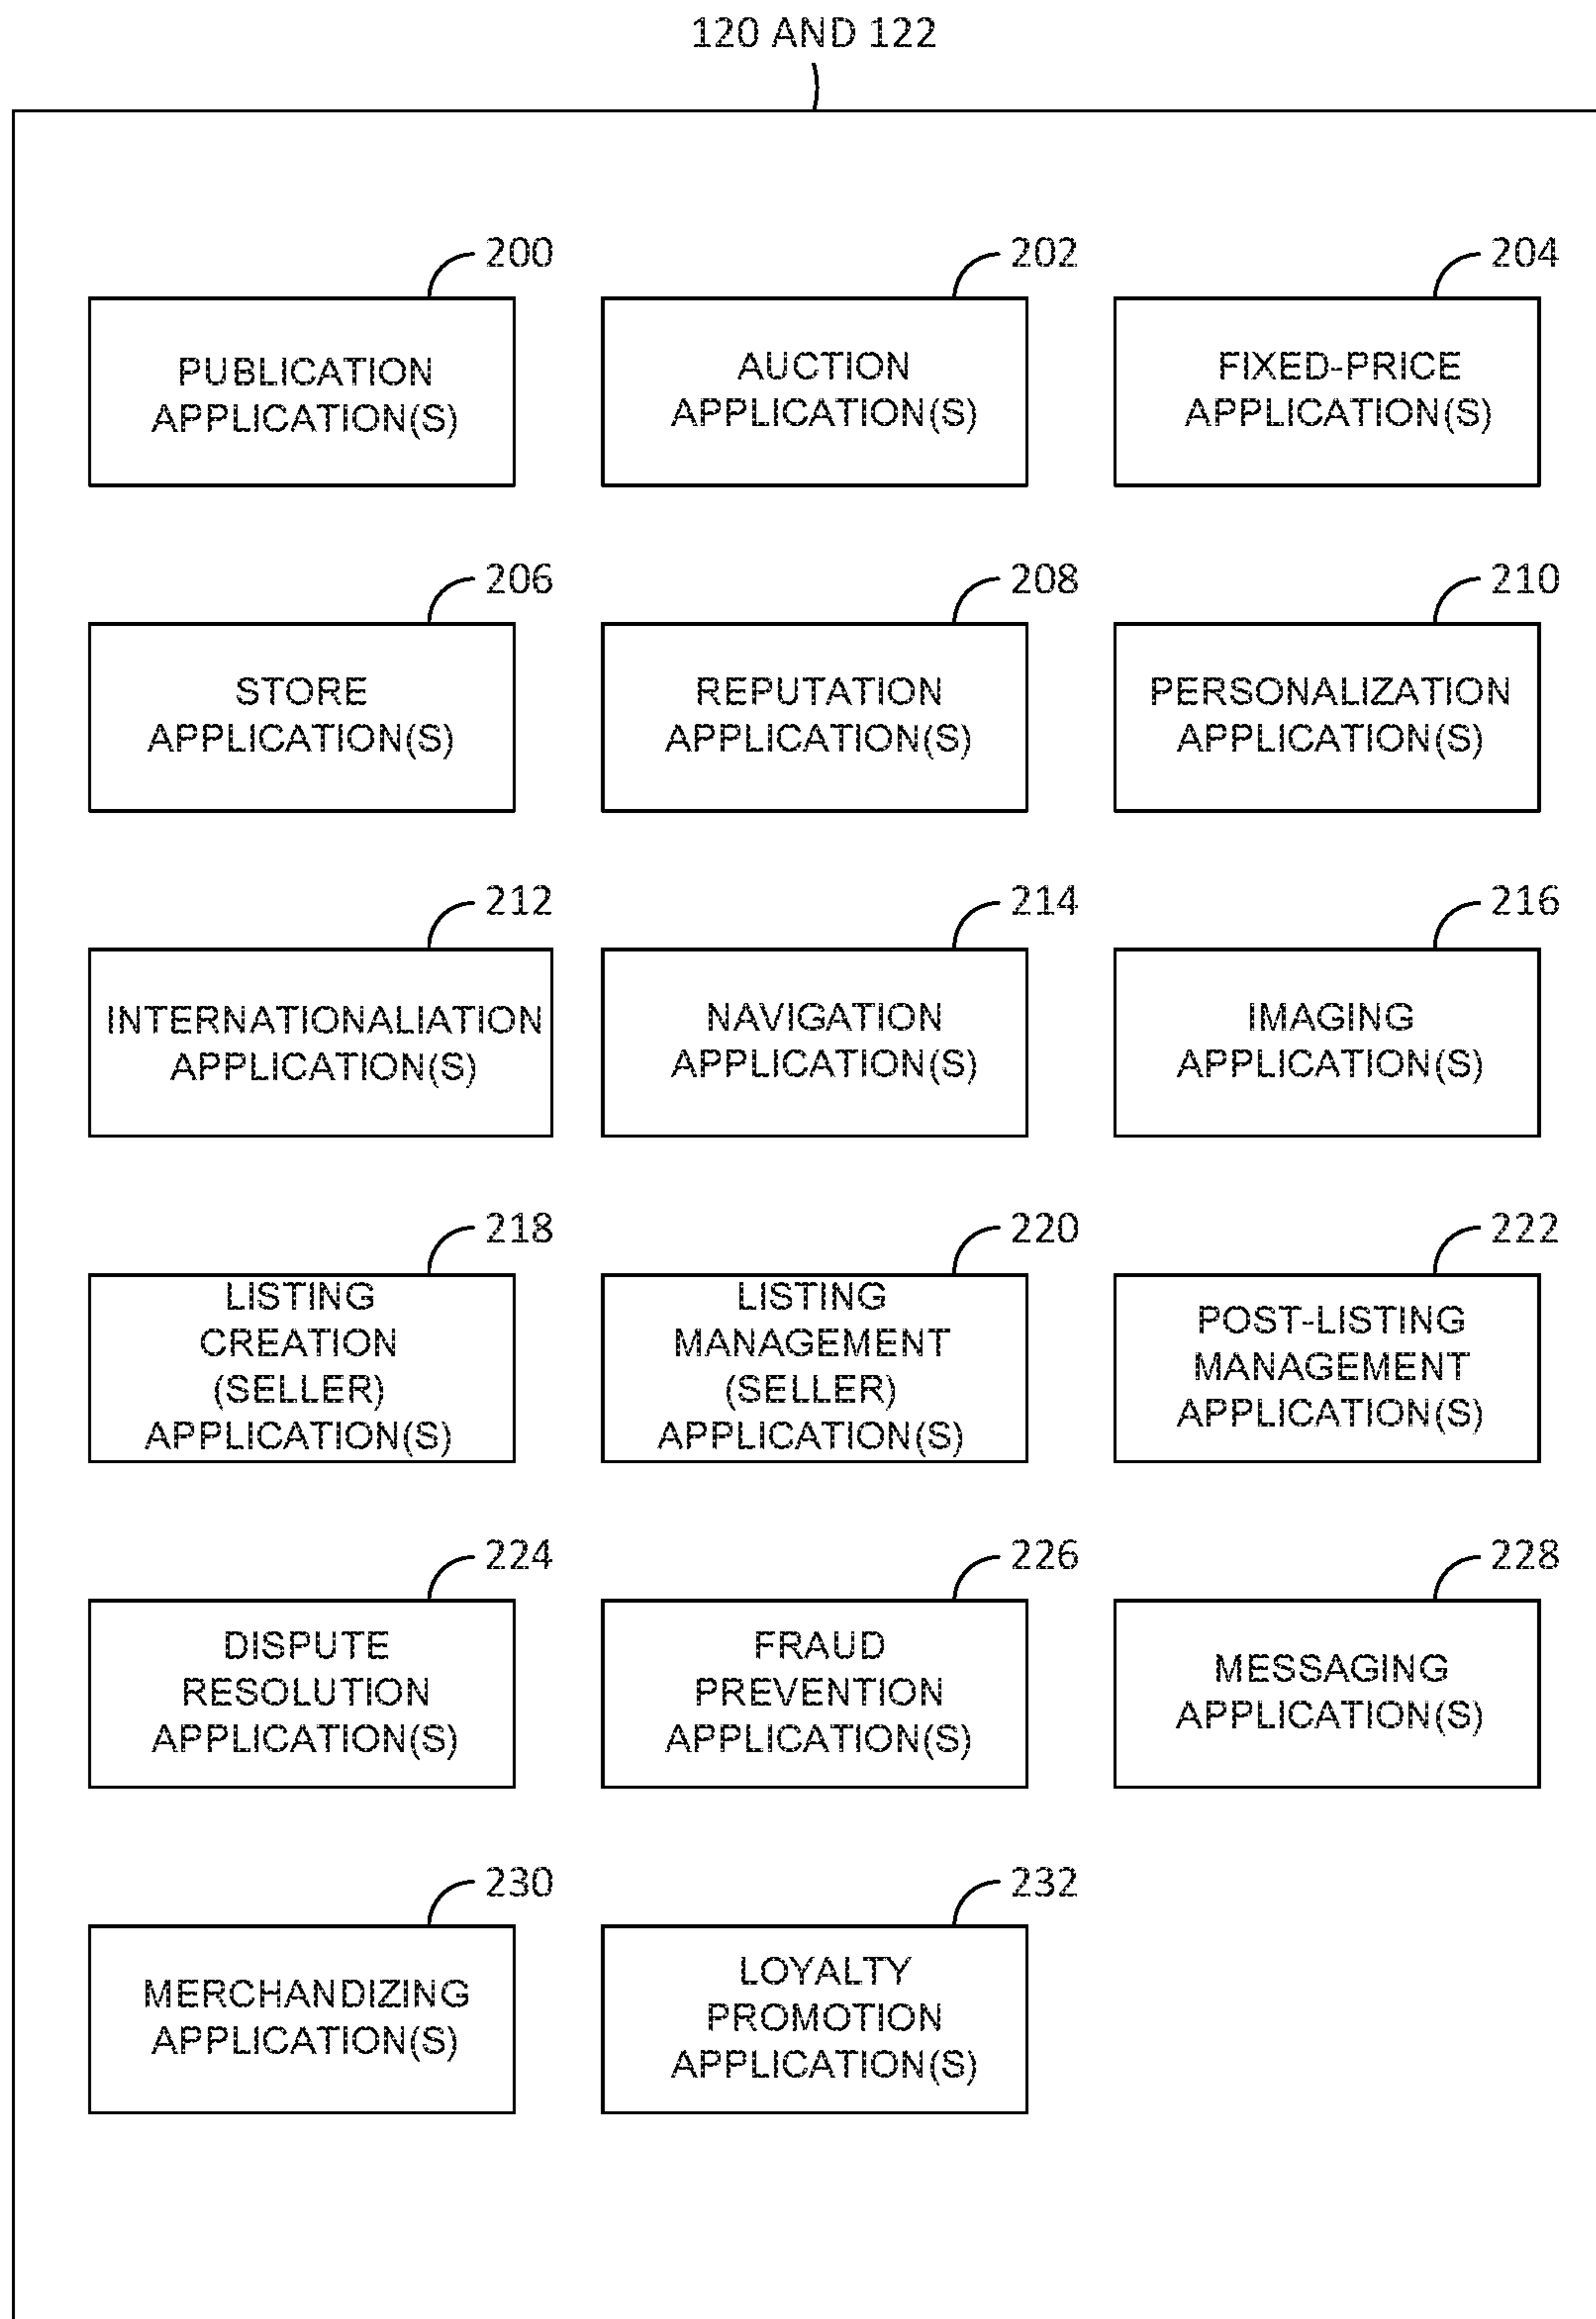 120 AND 122
200
PUBLICATION
APPLICATION(S)
202
AUCTION
APPLICATION(S)
204
FIXED-PRICE
APPLICATION(S)
206
STORE
APPLICATION(S)
208
REPUTATION
APPLICATION(S)
210
PERSONALIZATION
APPLICATION(S)
212
INTERNATIONALIATION
APPLICATION(S)
214
NAVIGATION
APPLICATION(S)
216
IMAGING
APPLICATION(S)
218
LISTING
CREATION
(SELLER)
APPLICATION(S)
220
LISTING
MANAGEMENT
(SELLER)
APPLICATION(S)
222
POST-LISTING
MANAGEMENT
APPLICATION(S)
224
DISPUTE
RESOLUTION
APPLICATION(S)
226
FRAUD
PREVENTION
APPLICATION(S)
228
MESSAGING
APPLICATION(S)
230
MERCHANDIZING
APPLICATION(S)
232
LOYALTY
PROMOTION
APPLICATION(S)